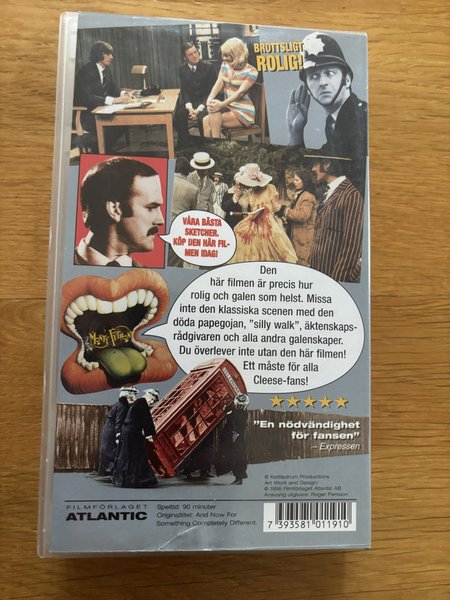 BROTTSLIGT
ROLIG!
VÅRA BÄSTA
SKETCHER.
KÖP DEN HÄR FIL-
MEN IDAG!
Den
här filmen är precis hur
rolig och galen som helst. Missa
inte den klassiska scenen med den
döda papegojan, "silly walk", äktenskaps-
rådgivaren och alla andra galenskaper.
Du överlever inte utan den här filmen!
Ett måste för alla
Cleese-fans!
"En nödvändighet
för fansen"
– Expressen
© Kettledrum Productions
Art Work and Design:
© 1996 Filmförlaget Atlantic AB
Ansvarig utgivare: Roger Persson
FILMFÖRLAGET
ATLANTIC
Speltid: 90 minuter
Originaltitel: And Now For
Something Completely Different.
7 393581 011910